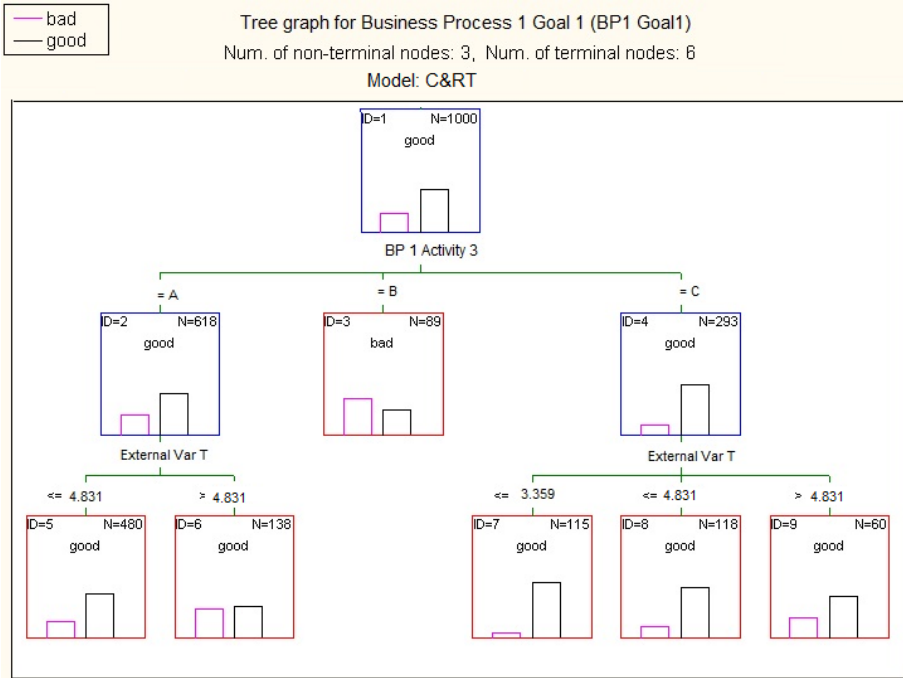 bad
good
Tree graph for Business Process 1 Goal 1 (BP1 Goal1)
Num. of non-terminal nodes: 3, Num. of terminal nodes: 6
Model: C&RT
ID=1 N=1000
good
BP 1 Activity 3
= A = B = C
ID=2 N=618 ID=3 N=89 ID=4 N=293
good bad good
External Var T External Var T
<= 4.831 > 4.831 <= 3.359 <= 4.831 > 4.831
ID=5 N=480 ID=6 N=138 ID=7 N=115 ID=8 N=118 ID=9 N=60
good good good good good